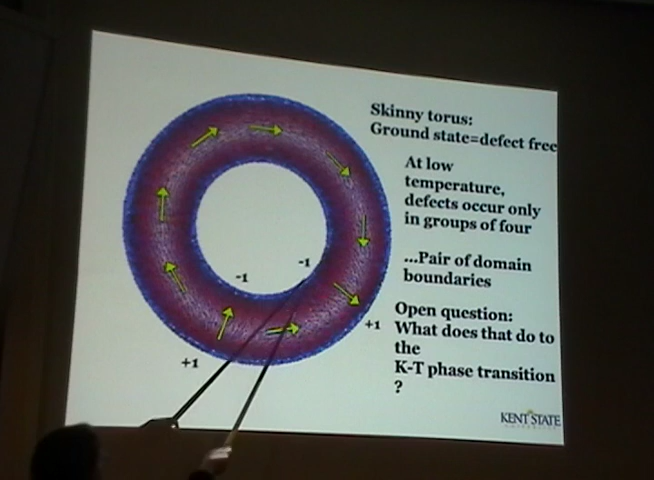 Skinny torus:
Ground state=defect free
At low
temperature,
defects occur only
in groups of four
...Pair of domain
boundaries
Open question:
What does that do to
the
K-T phase transition
?
-1
-1
+1
+1
KENT STATE